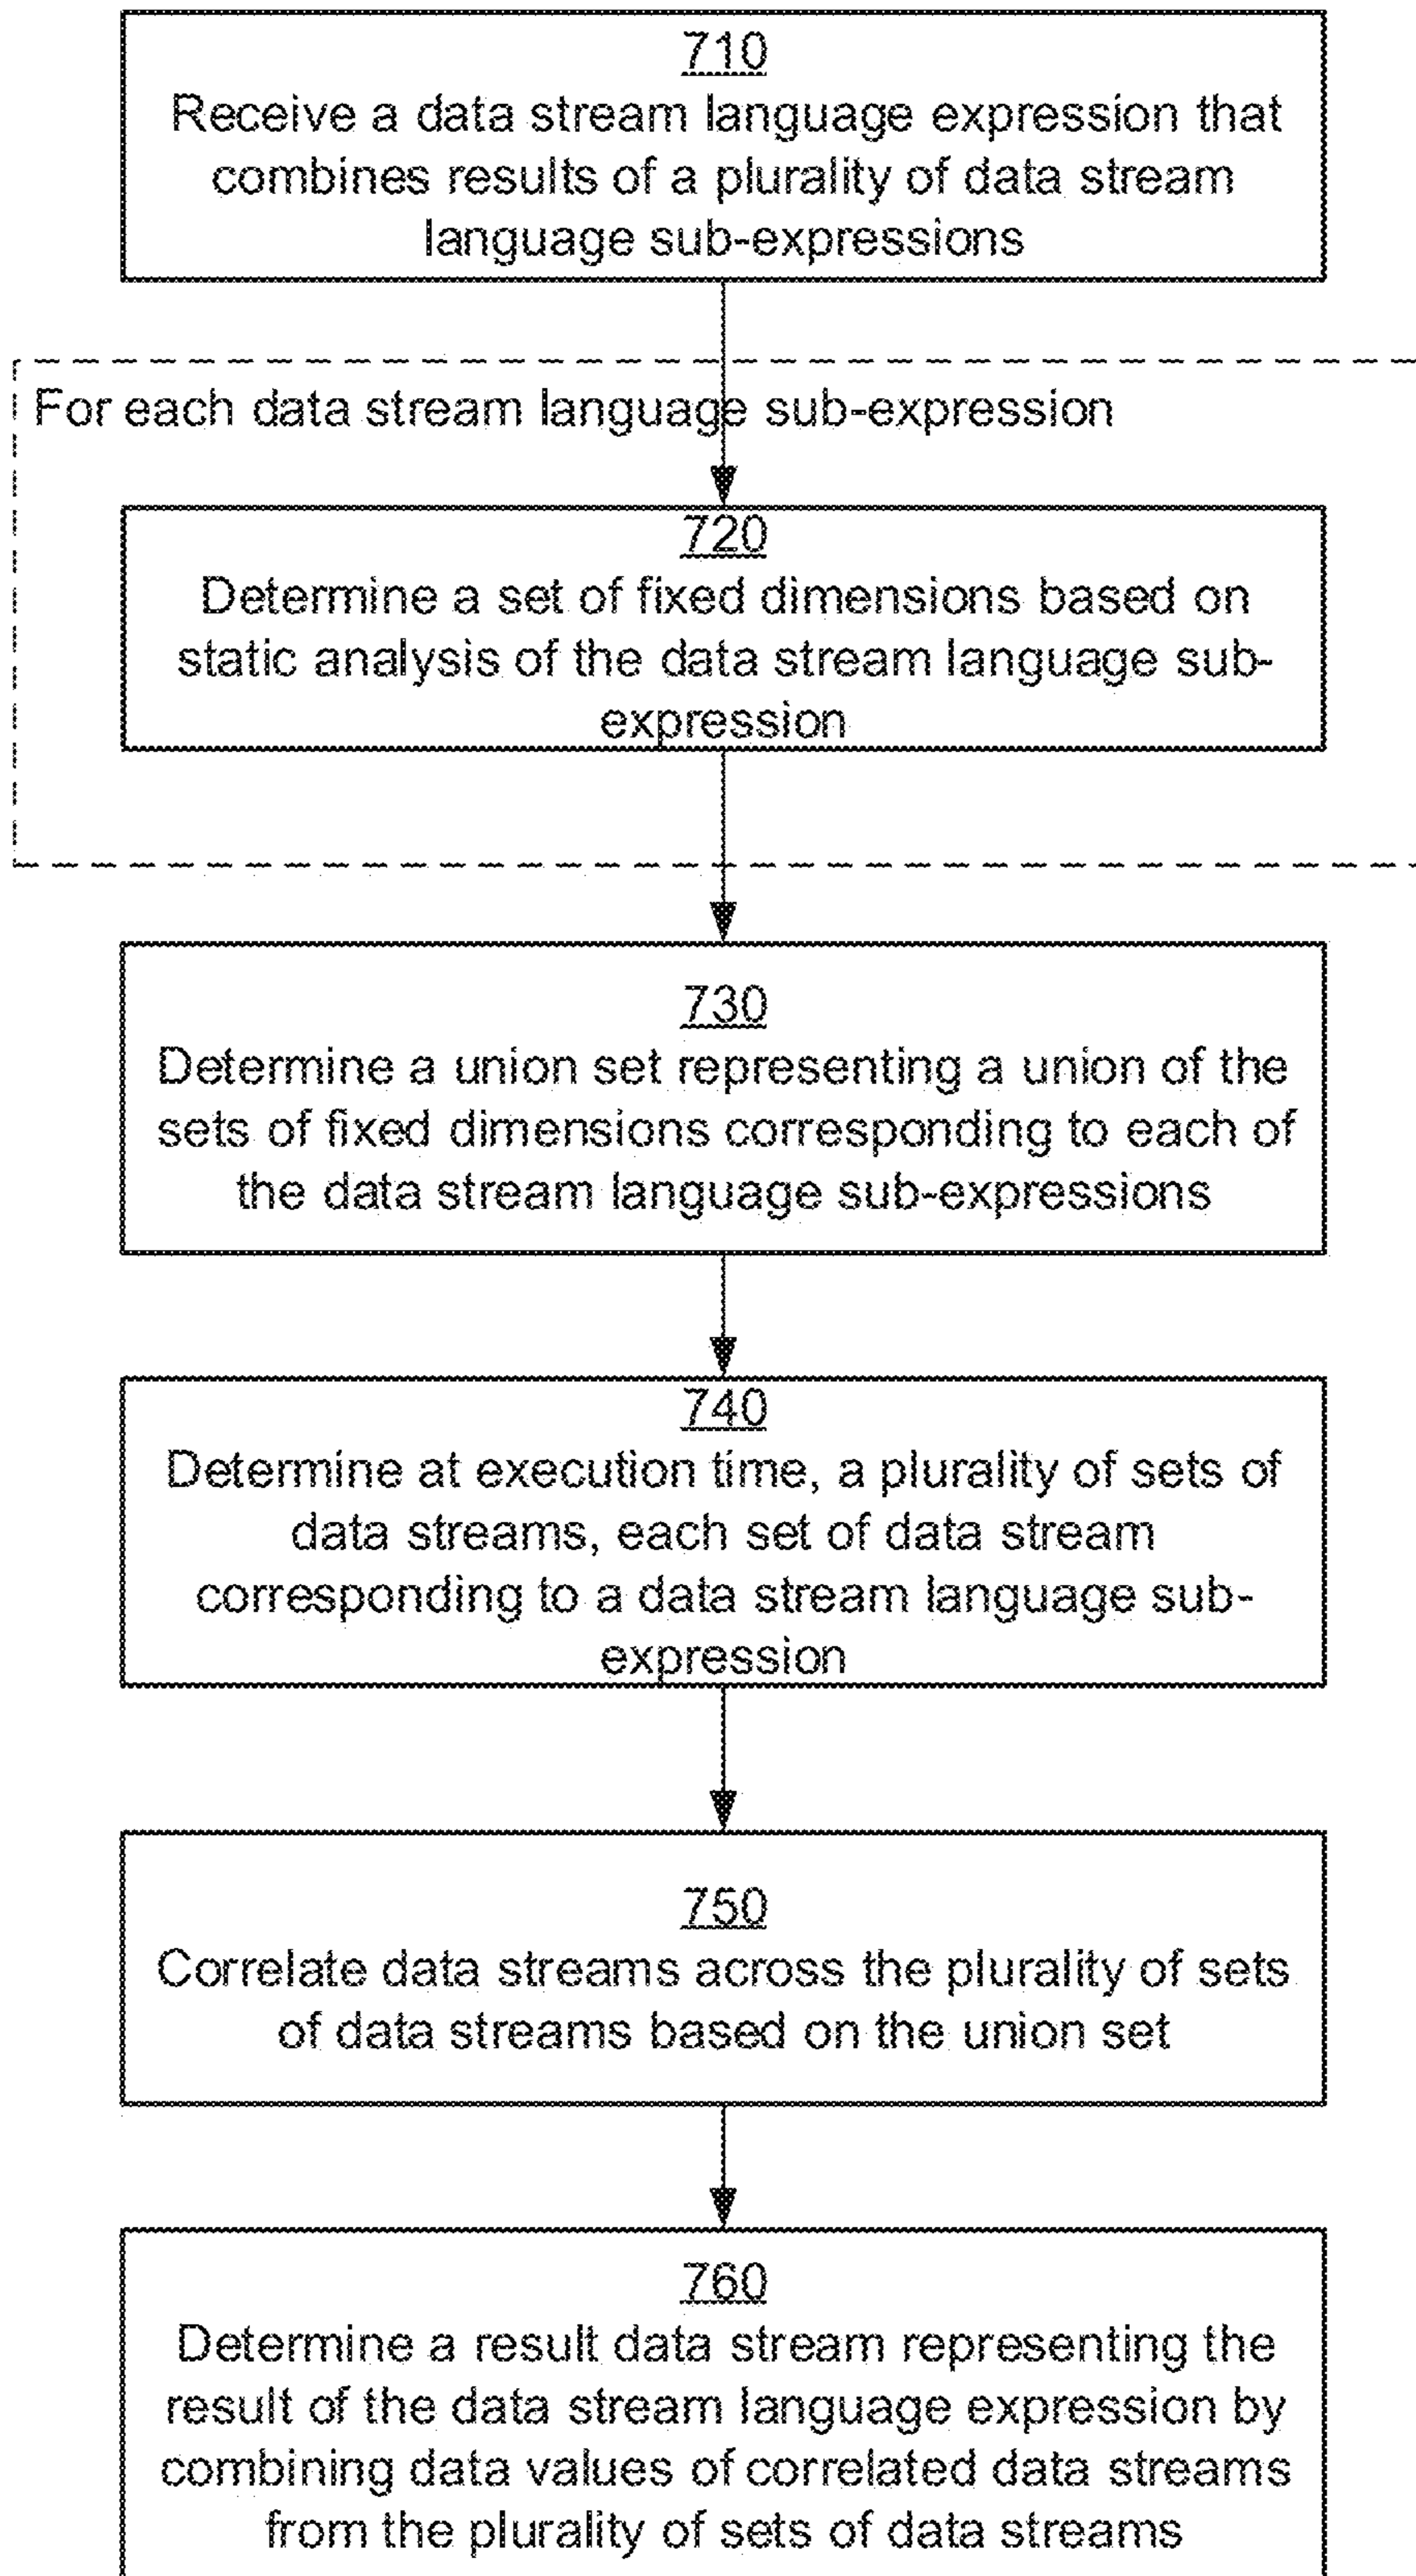 710
Receive a data stream language expression that
combines results of a plurality of data stream
language sub-expressions
For each data stream language sub-expression
720
Determine a set of fixed dimensions based on
static analysis of the data stream language sub-
expression
730
Determine a union set representing a union of the
sets of fixed dimensions corresponding to each of
the data stream language sub-expressions
740
Determine at execution time, a plurality of sets of
data streams, each set of data stream
corresponding to a data stream language sub-
expression
750
Correlate data streams across the plurality of sets
of data streams based on the union set
760
Determine a result data stream representing the
result of the data stream language expression by
combining data values of correlated data streams
from the plurality of sets of data streams